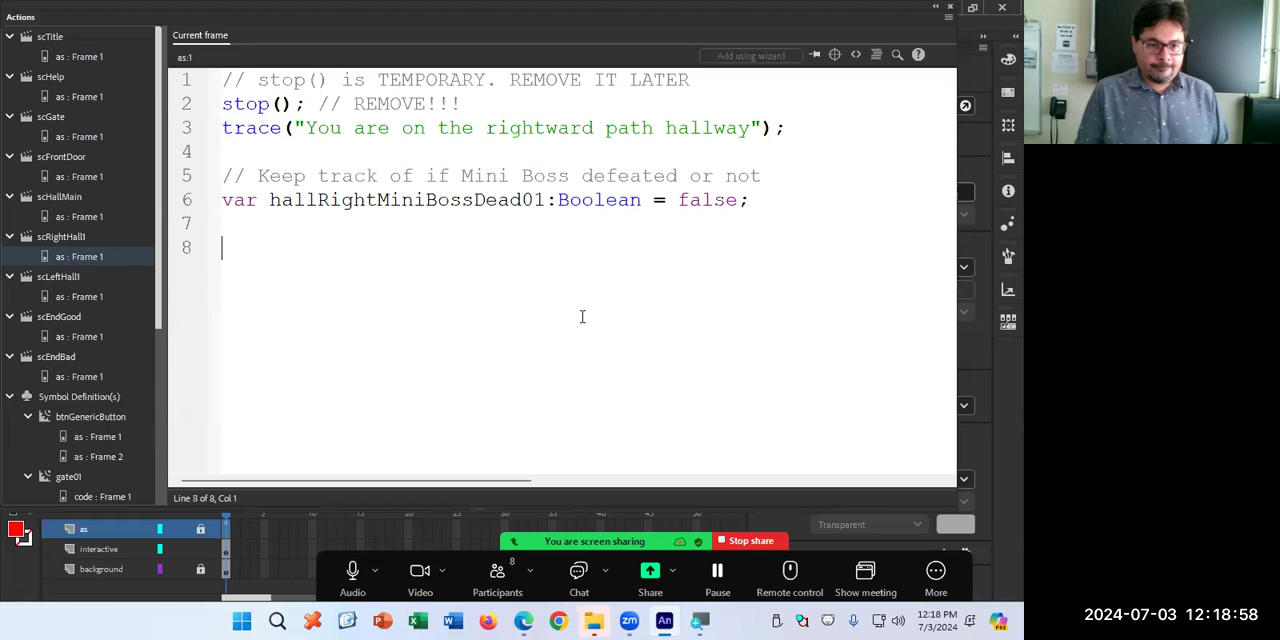 Actions
scTitle
as : Frame 1
scHelp
as : Frame 1
scGate
as : Frame 1
scFrontDoor
as : Frame 1
scHallMain
as : Frame 1
scRightHall1
as : Frame 1
scLeftHall1
as : Frame 1
scEndGood
as : Frame 1
scEndBad
as : Frame 1
Symbol Definition(s)
btnGenericButton
as : Frame 1
as : Frame 2
gate01
code : Frame 1
Current frame
as:1
Add using wizard
1 // stop() is TEMPORARY. REMOVE IT LATER
2 stop(); // REMOVE!!!
3 trace("You are on the rightward path hallway");
4
5 // Keep track of if Mini Boss defeated or not
6 var hallRightMiniBossDead01:Boolean = false;
7
8
Line 8 of 8, Col 1
as
interactive
background
Transparent
You are screen sharing
Stop share
8
Audio
Video
Participants
Chat
Share
Pause
Remote control
Show meeting
More
12:18 PM
7/3/2024
2024-07-03 12:18:58